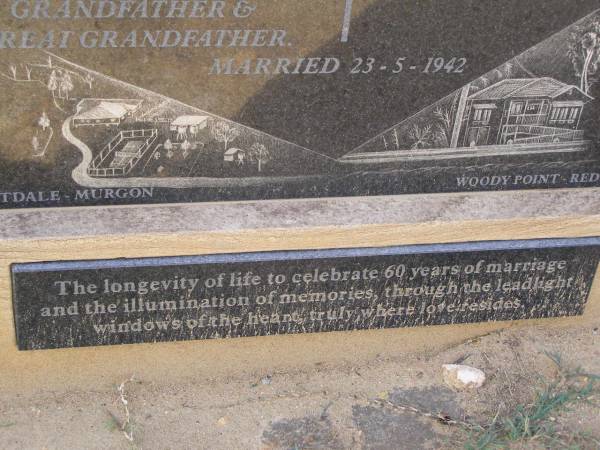 GRANDFATHER &
GREAT GRANDFATHER.
MARRIED 23-5-1942
TDALE - MURGON
WOODY POINT - RED
The longevity of life to celebrate 60 years of marriage
and the illumination of memories, through the leadlight
windows of the heart, truly where love resides.